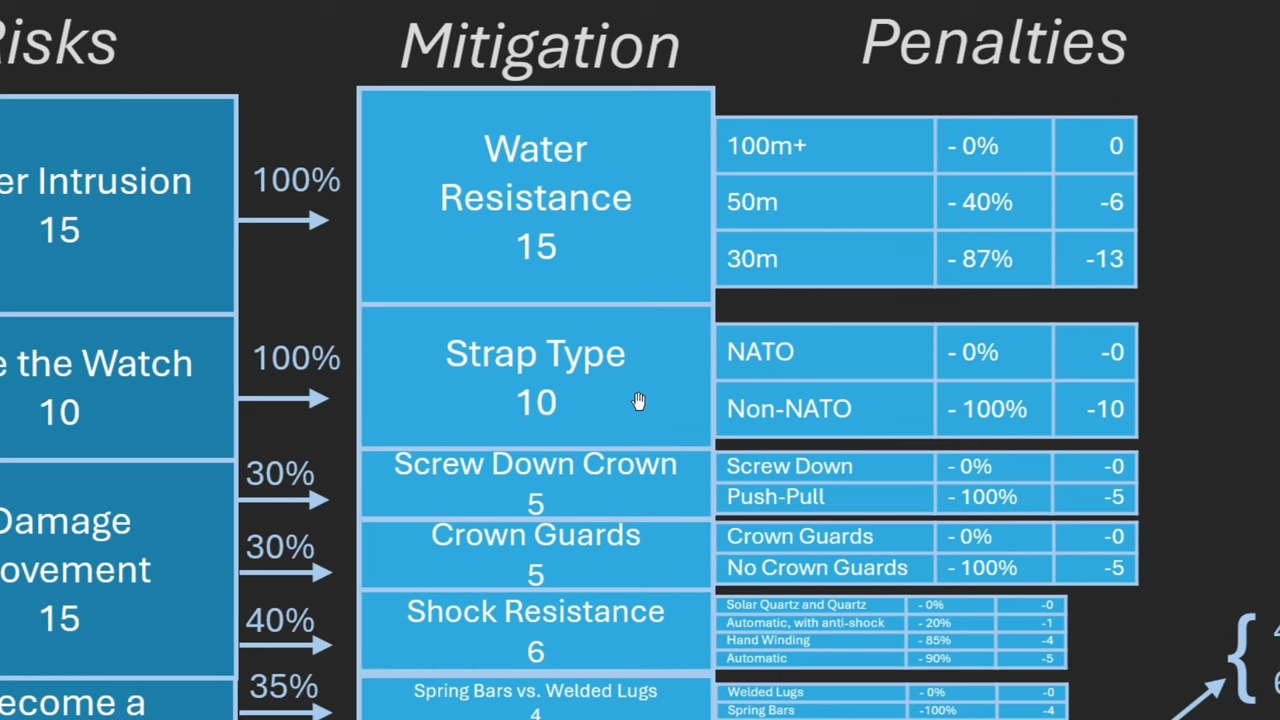 Risks
Mitigation
Penalties
er Intrusion
15
100%
Water
Resistance
15
100m+ - 0% 0
50m - 40% -6
30m - 87% -13
e the Watch
10
100%
Strap Type
10
NATO - 0% -0
Non-NATO - 100% -10
Damage
ovement
15
30%
Screw Down Crown
5
Screw Down - 0% -0
Push-Pull - 100% -5
30%
Crown Guards
5
Crown Guards - 0% -0
No Crown Guards - 100% -5
40%
Shock Resistance
6
Solar Quartz and Quartz - 0% -0
Automatic, with anti-shock - 20% -1
Hand Winding - 85% -4
Automatic - 90% -5
ecome a
35%
Spring Bars vs. Welded Lugs
4
Welded Lugs - 0% -0
Spring Bars -100% -4
{